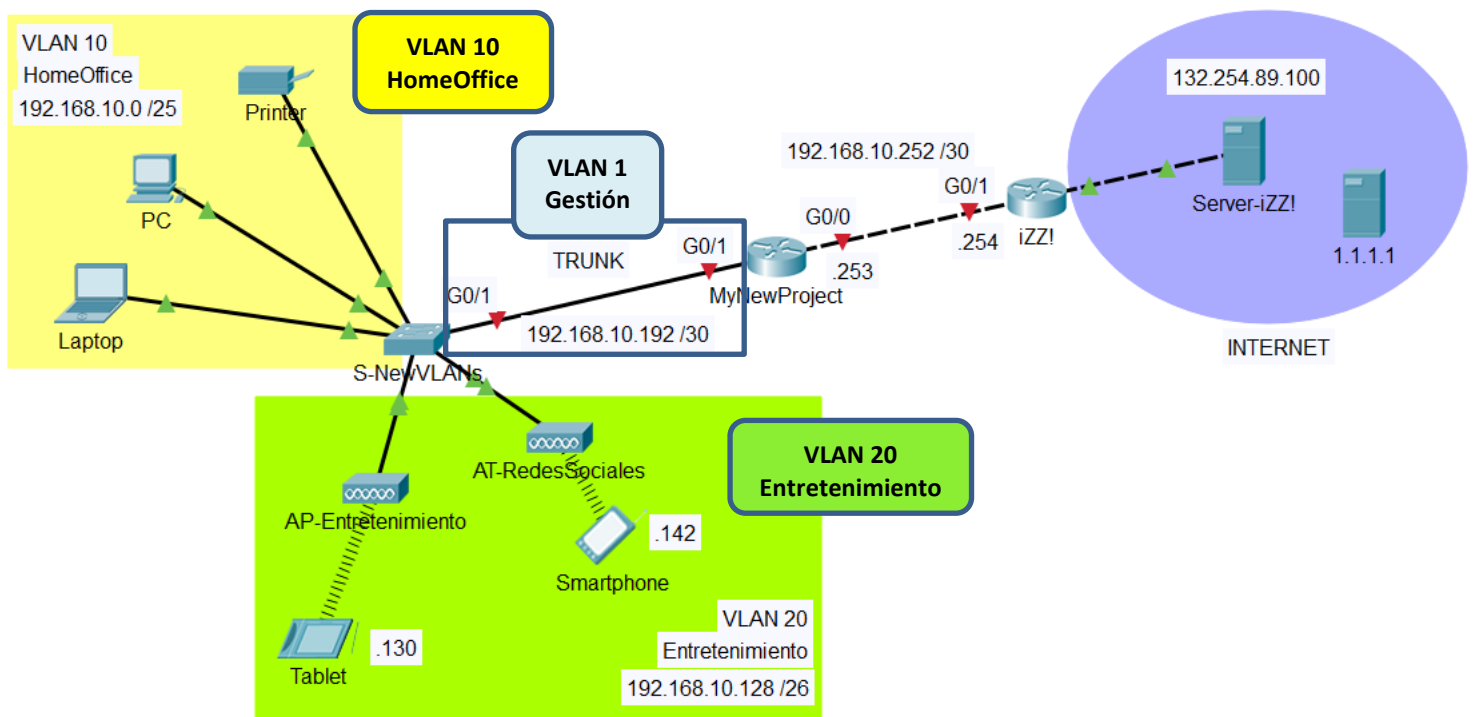 VLAN 10
HomeOffice
192.168.10.0 /25
Printer
PC
Laptop
VLAN 10
HomeOffice
VLAN 1
Gestión
TRUNK
G0/1
G0/1
192.168.10.192 /30
S-NewVLANs
MyNewProject
G0/0
.253
192.168.10.252 /30
G0/1
.254
iZZ!
132.254.89.100
Server-iZZ!
1.1.1.1
INTERNET
AT-RedesSociales
AP-Entretenimiento
.142
Smartphone
.130
Tablet
VLAN 20
Entretenimiento
VLAN 20
Entretenimiento
192.168.10.128 /26